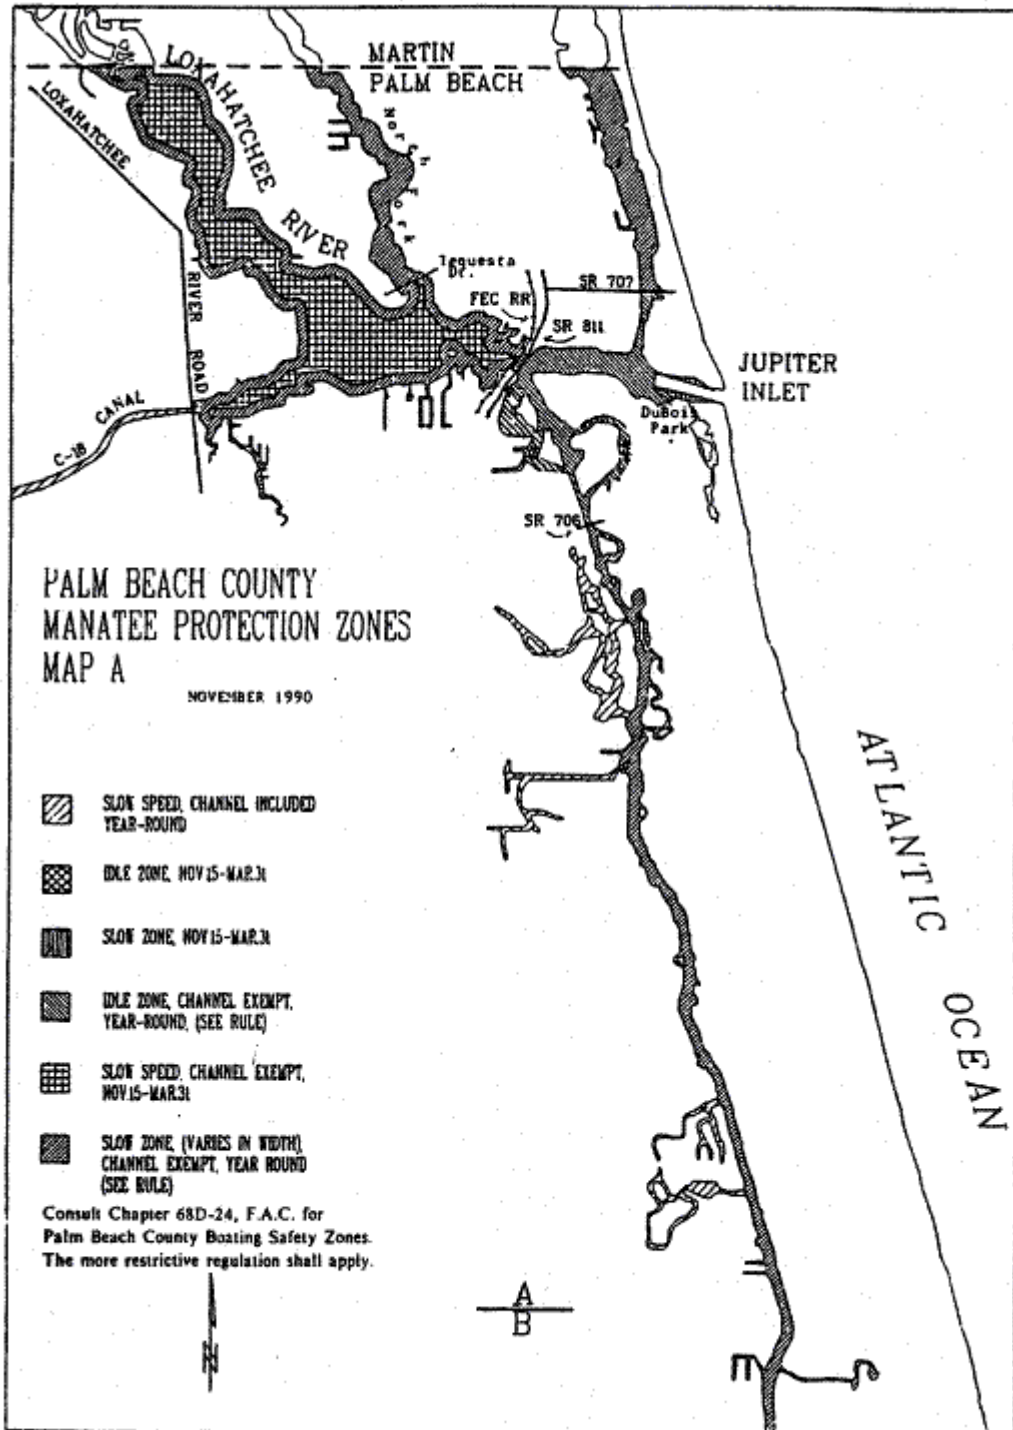 MARTIN
PALM BEACH
LOXAHATCHEE
RIVER
LOXAHATCHEE
RIVER ROAD
North Fork
Tequesta
Dr.
FEC RR
SR 707
SR 811
JUPITER
INLET
DuBois
Park
C-18 CANAL
SR 706
PALM BEACH COUNTY
MANATEE PROTECTION ZONES
MAP A
NOVEMBER 1990
ATLANTIC
OCEAN
SLOW SPEED, CHANNEL INCLUDED
YEAR-ROUND
IDLE ZONE, NOV 15-MAR.31
SLOW ZONE, NOV 15-MAR.31
IDLE ZONE, CHANNEL EXEMPT,
YEAR-ROUND, (SEE RULE)
SLOW SPEED, CHANNEL EXEMPT,
NOV.15-MAR.31
SLOW ZONE, (VARIES IN WIDTH),
CHANNEL EXEMPT, YEAR ROUND
(SEE RULE)
Consult Chapter 68D-24, F.A.C. for
Palm Beach County Boating Safety Zones.
The more restrictive regulation shall apply.
A
B
N